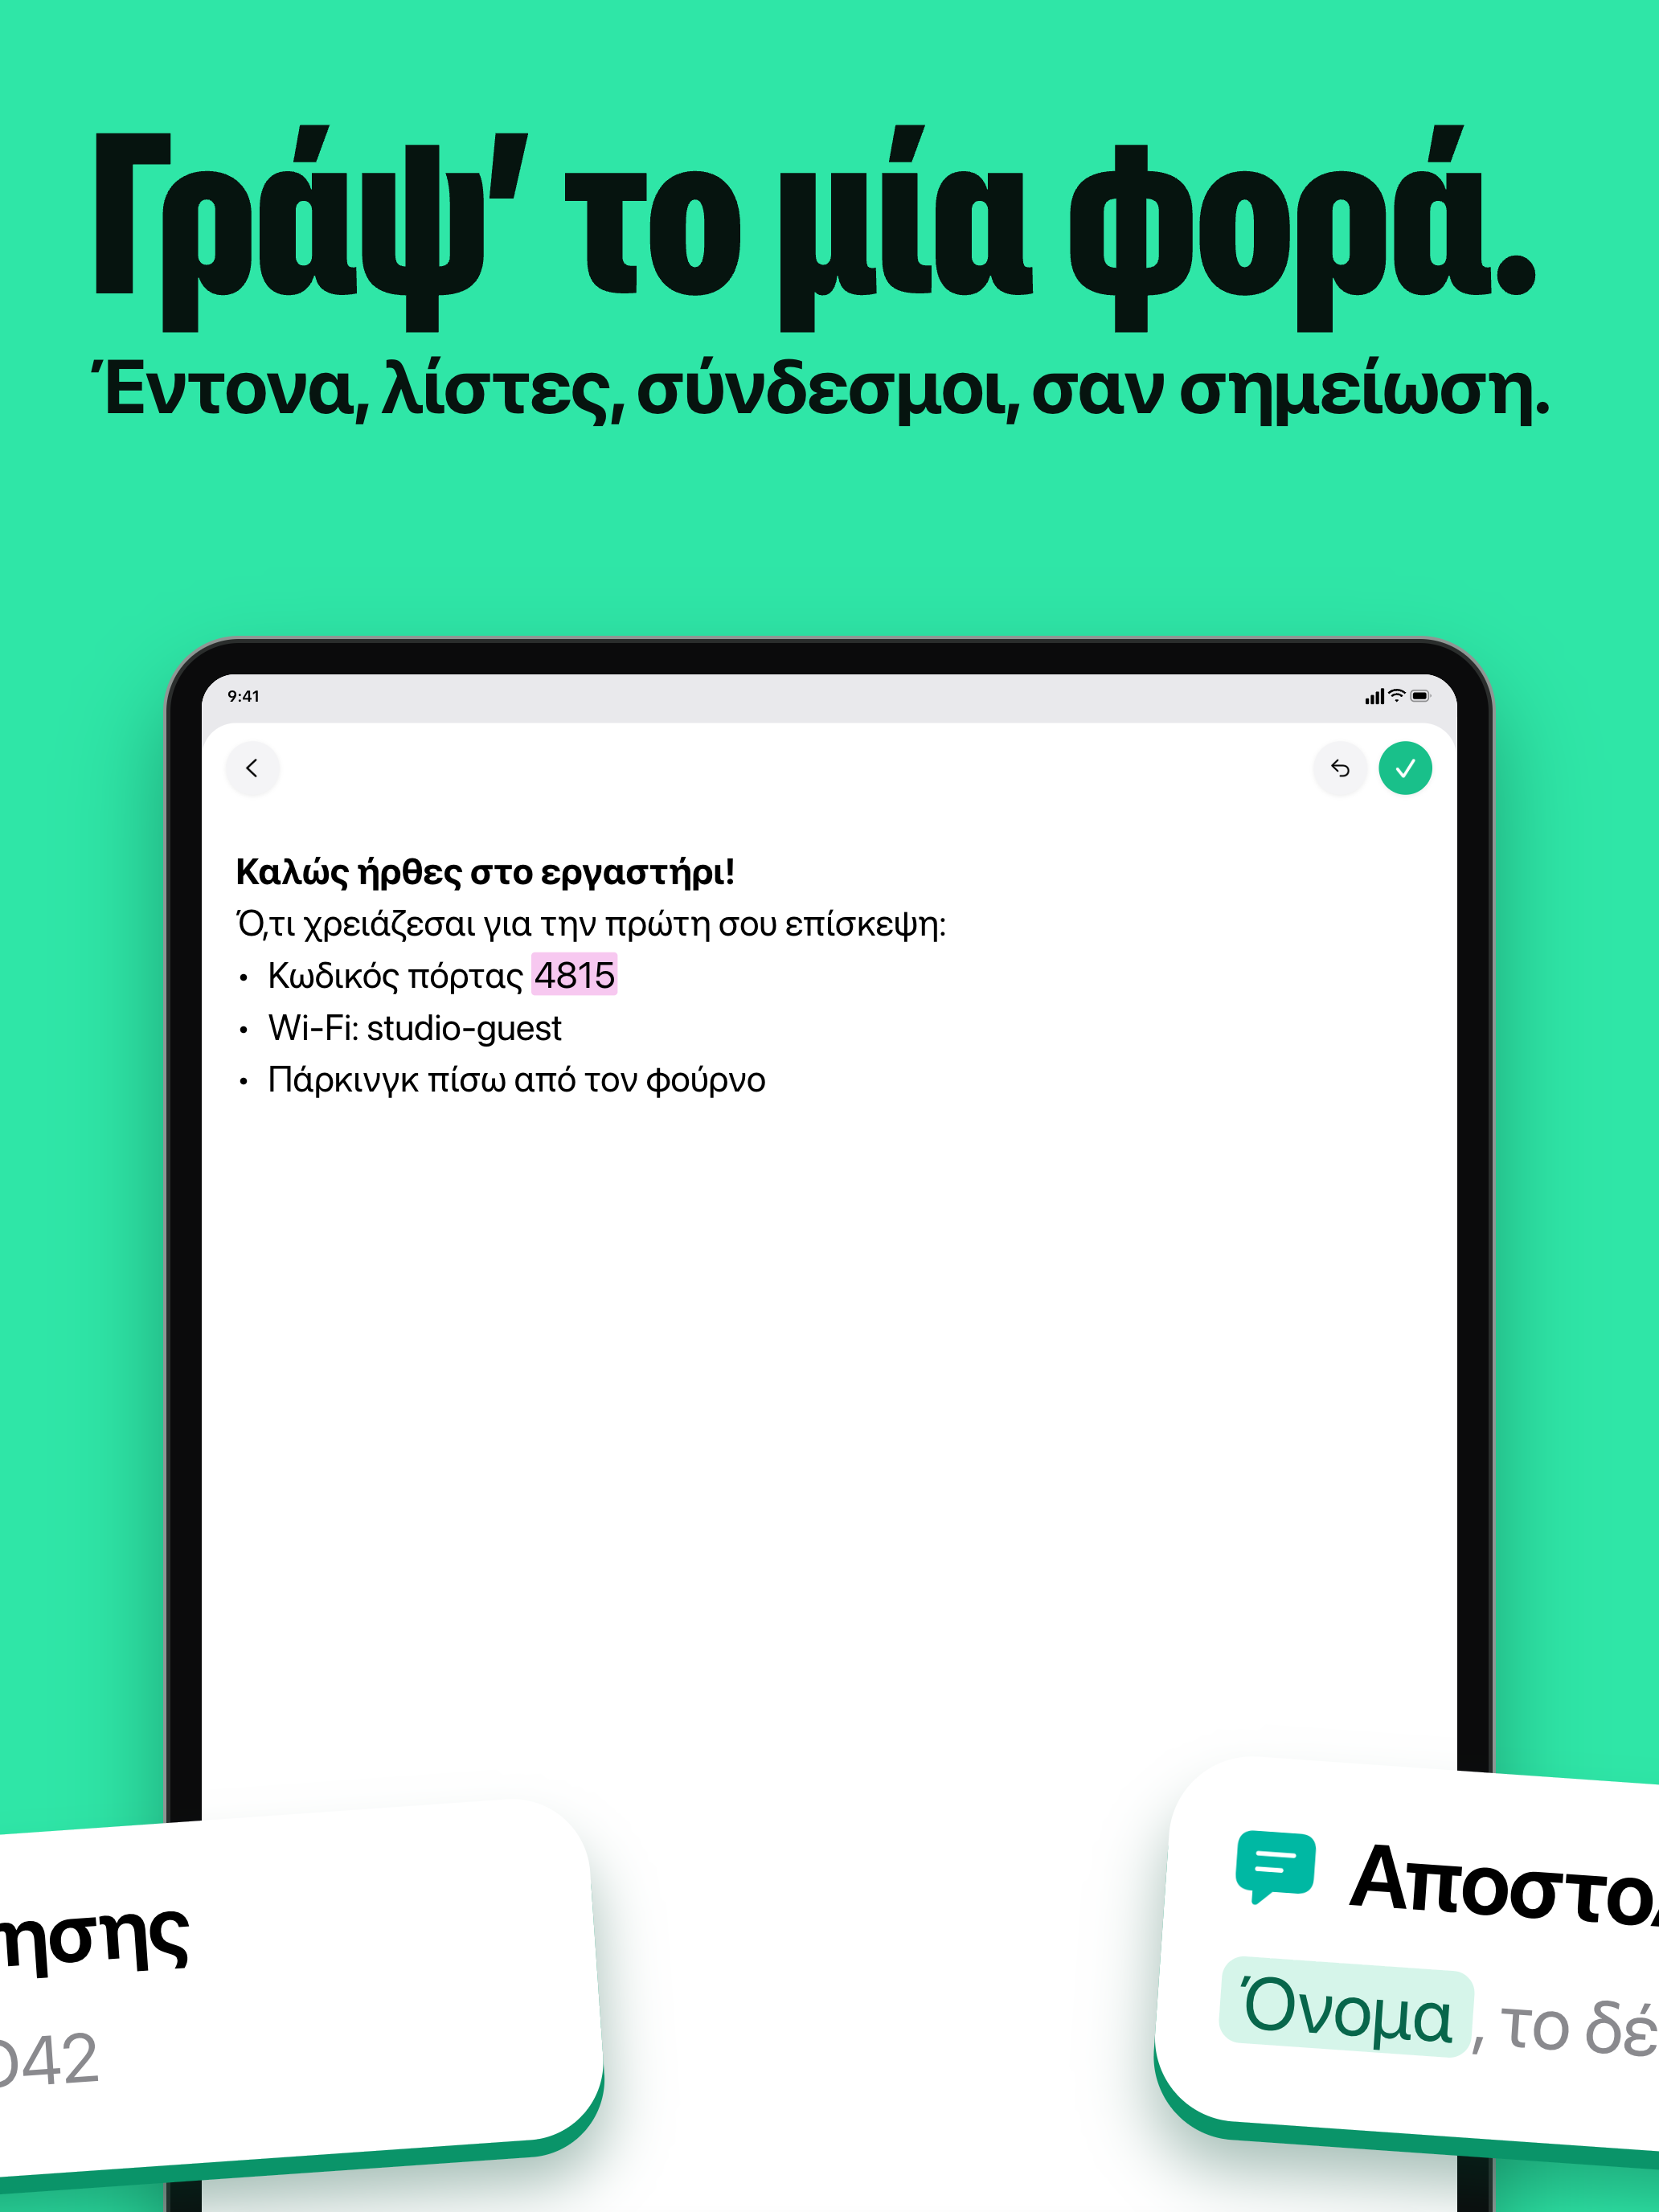 Γράψ’ το μία φορά.
Έντονα, λίστες, σύνδεσμοι, σαν σημείωση.
9:41
Καλώς ήρθες στο εργαστήρι!
Ό,τι χρειάζεσαι για την πρώτη σου επίσκεψη:
• Κωδικός πόρτας 4815
• Wi-Fi: studio-guest
• Πάρκινγκ πίσω από τον φούρνο
Όνομα, το